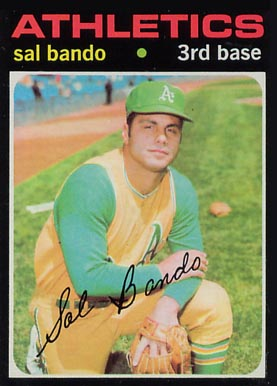 ATHLETICS
sal bando • 3rd base
A's
Sal Bando